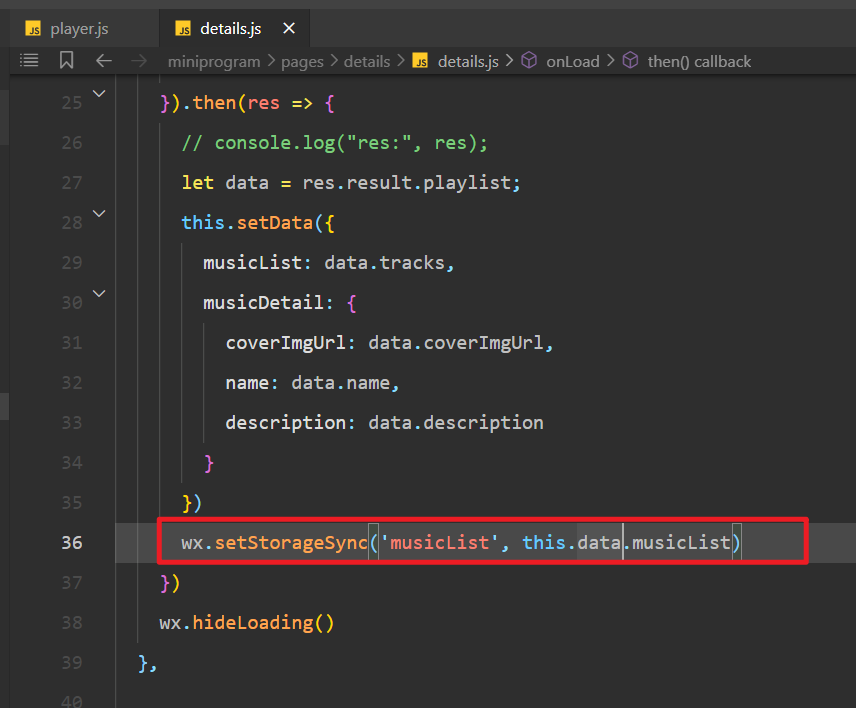 JS player.js JS details.js ×
miniprogram > pages > details > JS details.js > onLoad > then() callback
25 }).then(res => {
26 // console.log("res:", res);
27 let data = res.result.playlist;
28 this.setData({
29 musicList: data.tracks,
30 musicDetail: {
31 coverImgUrl: data.coverImgUrl,
32 name: data.name,
33 description: data.description
34 }
35 })
36 wx.setStorageSync('musicList', this.data.musicList)
37 })
38 wx.hideLoading()
39 },
40